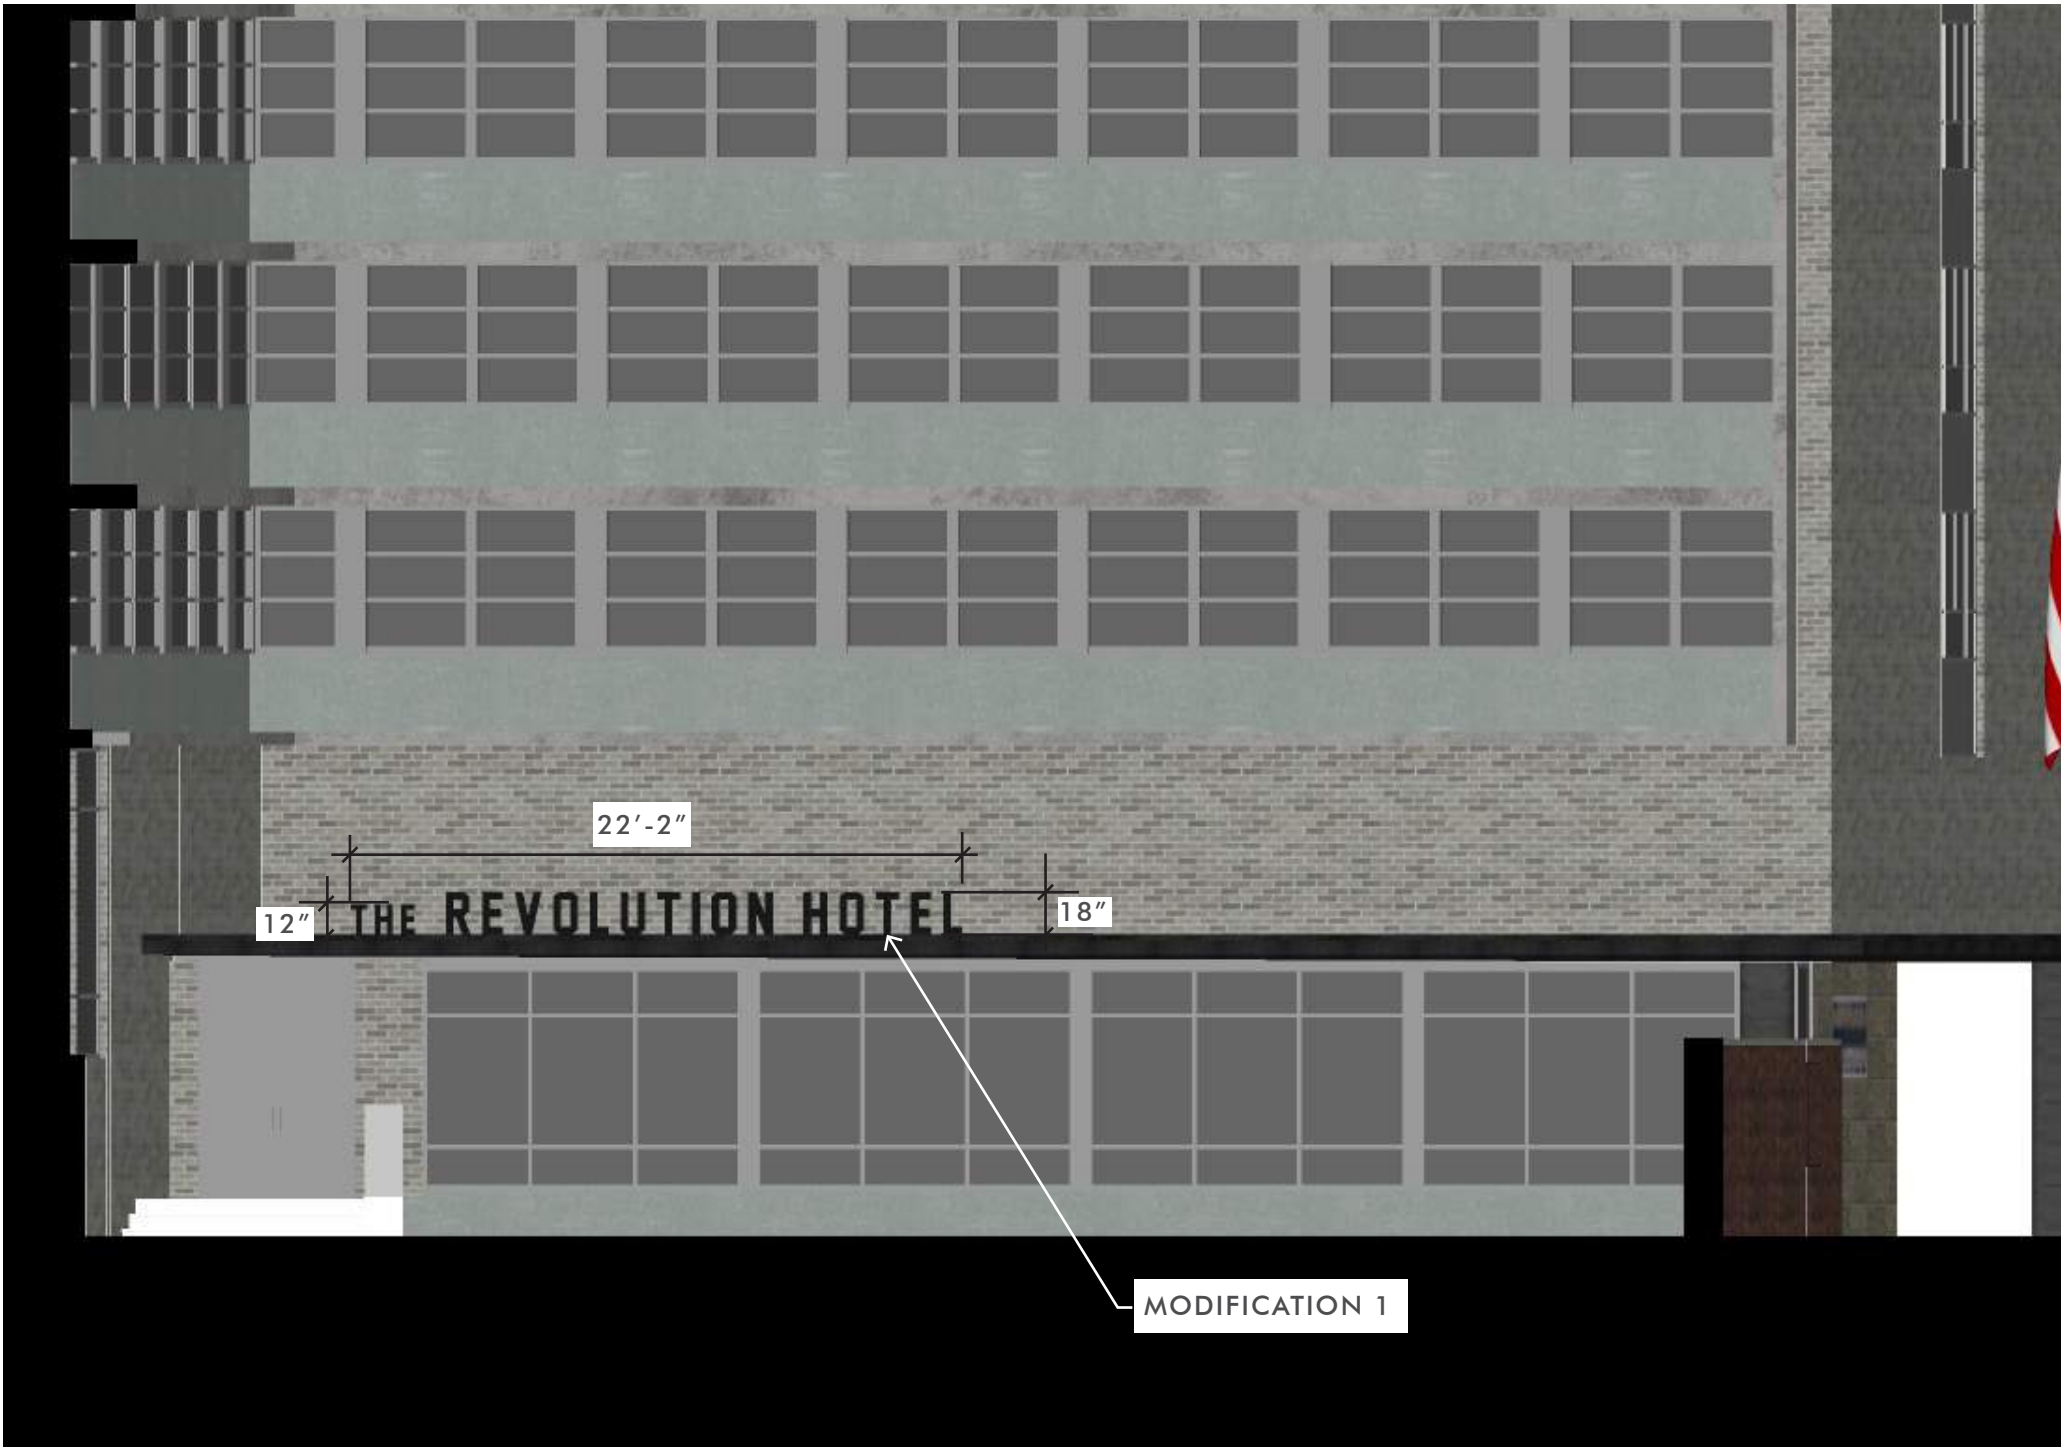 22’-2”
12”
THE REVOLUTION HOTEL
18”
MODIFICATION 1